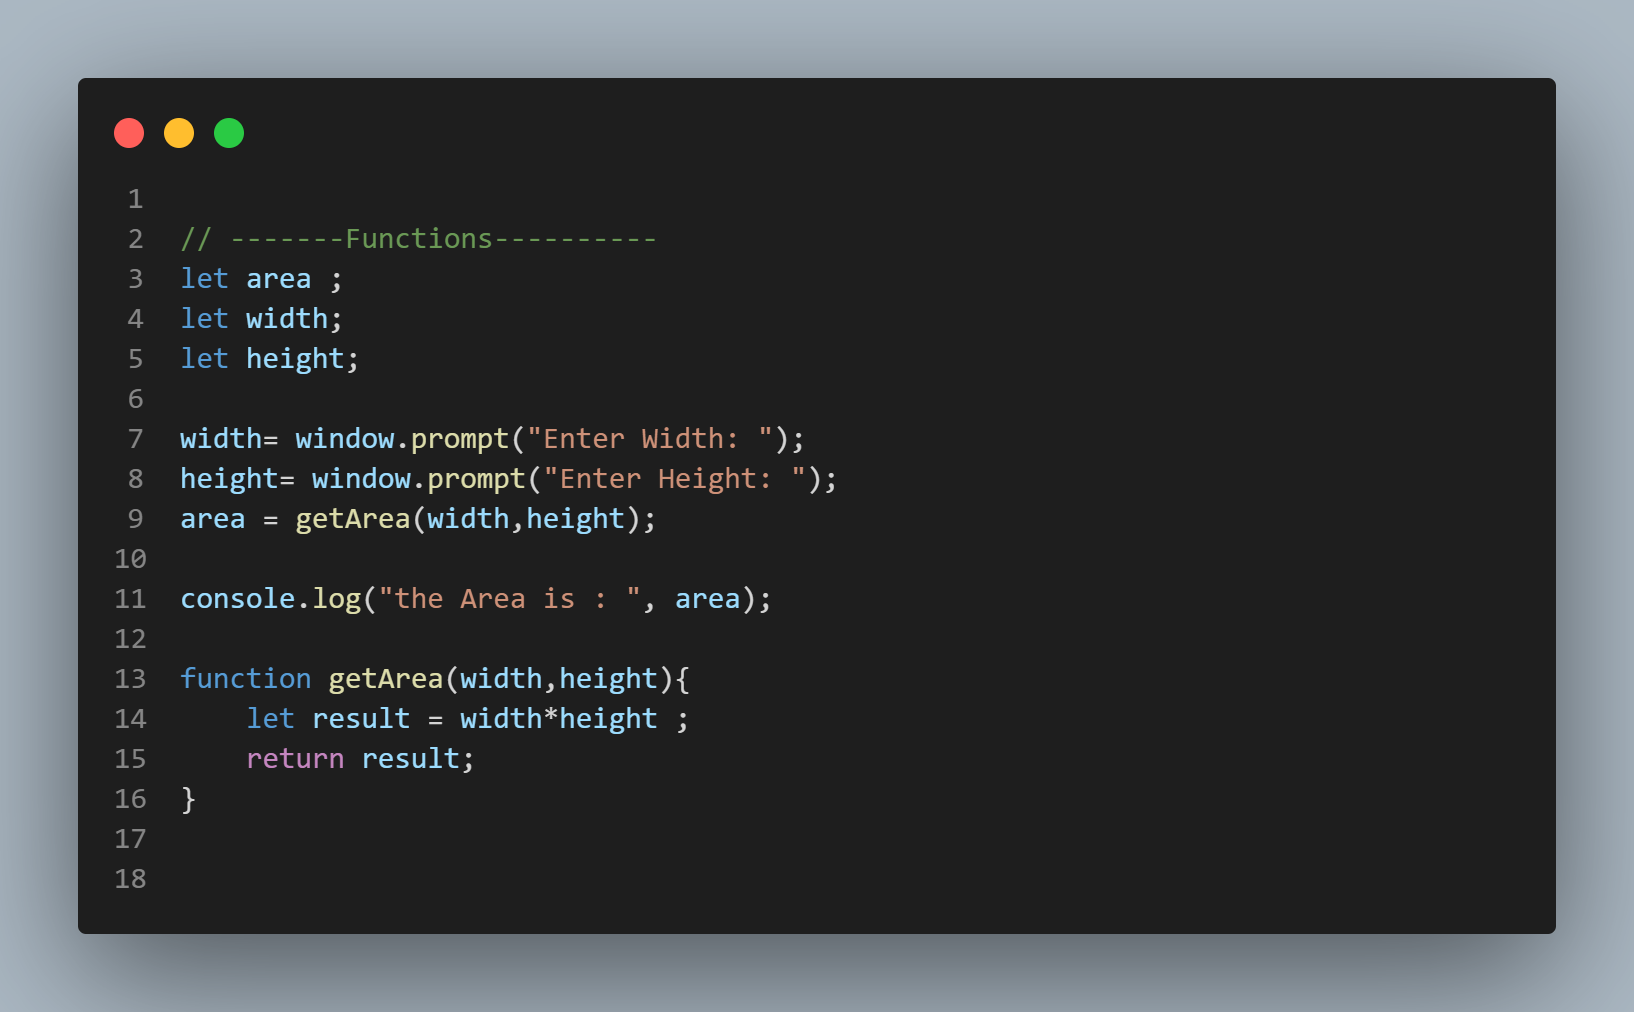 1
2 // -------Functions----------
3 let area ;
4 let width;
5 let height;
6
7 width= window.prompt("Enter Width: ");
8 height= window.prompt("Enter Height: ");
9 area = getArea(width,height);
10
11 console.log("the Area is : ", area);
12
13 function getArea(width,height){
14     let result = width*height ;
15     return result;
16 }
17
18